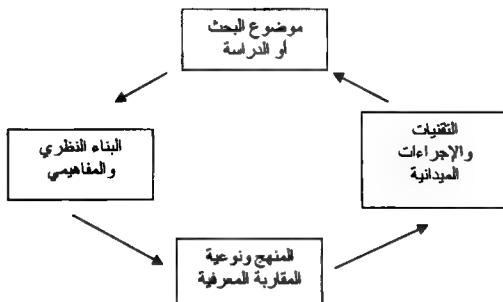 موضوع البحث
أو الدراسة
البناء النظري
والمفاهيمي
التقنيات
والإجراءات
الميدانية
المنهج ونوعية
المقاربة المعرفية